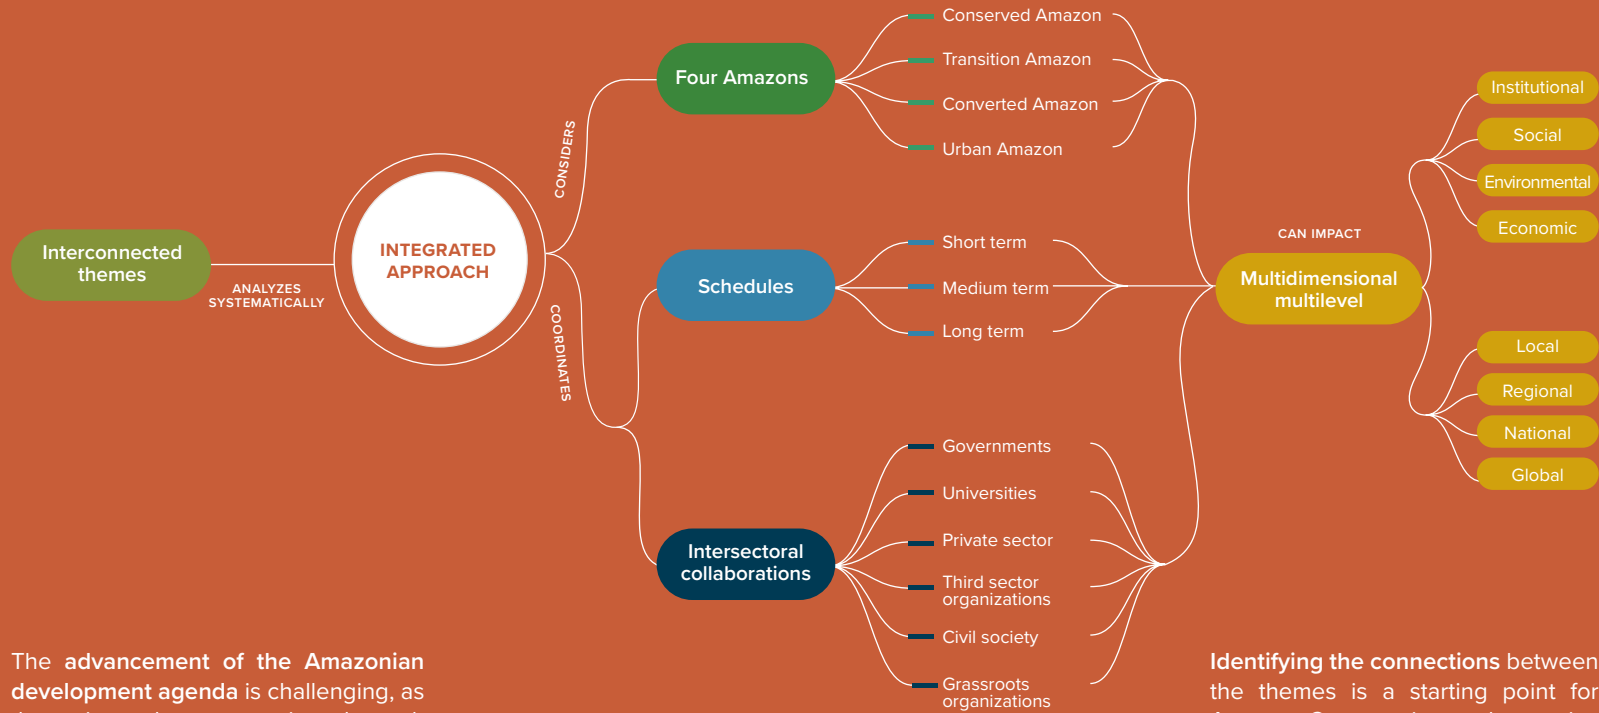 Interconnected
themes
ANALYZES
SYSTEMATICALLY
INTEGRATED
APPROACH
CONSIDERS
COORDINATES
Four Amazons
Conserved Amazon
Transition Amazon
Converted Amazon
Urban Amazon
Schedules
Short term
Medium term
Long term
Intersectoral
collaborations
Governments
Universities
Private sector
Third sector
organizations
Civil society
Grassroots
organizations
CAN IMPACT
Multidimensional
multilevel
Institutional
Social
Environmental
Economic
Local
Regional
National
Global
The advancement of the Amazonian
development agenda is challenging, as
Identifying the connections between
the themes is a starting point for